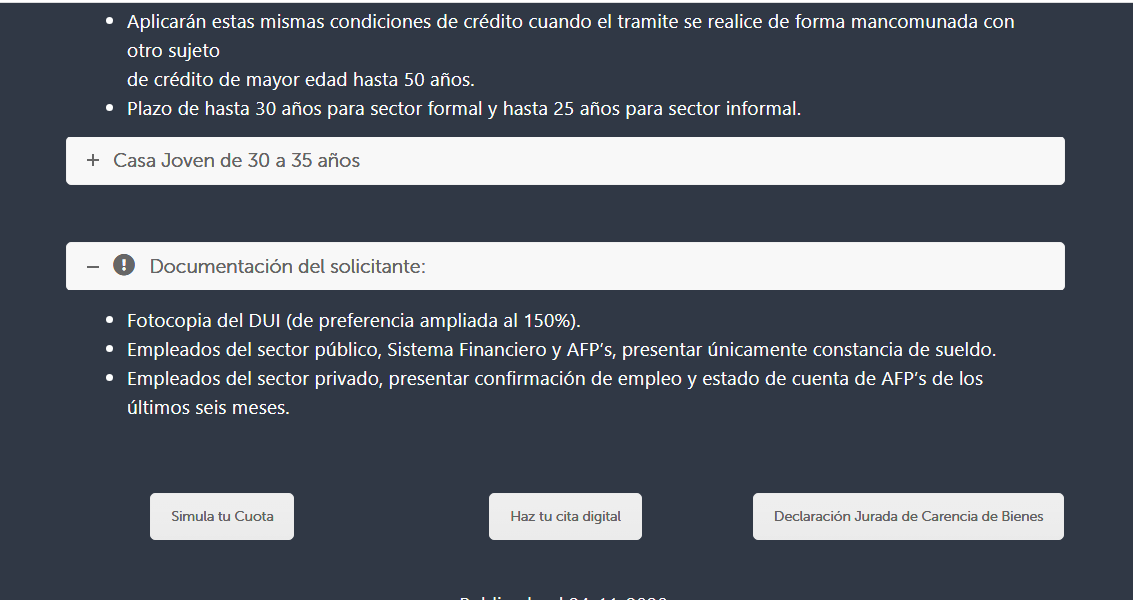 Aplicarán estas mismas condiciones de crédito cuando el tramite se realice de forma mancomunada con
otro sujeto
de crédito de mayor edad hasta 50 años.
Plazo de hasta 30 años para sector formal y hasta 25 años para sector informal.
+ Casa Joven de 30 a 35 años
– Documentación del solicitante:
Fotocopia del DUI (de preferencia ampliada al 150%).
Empleados del sector público, Sistema Financiero y AFP's, presentar únicamente constancia de sueldo.
Empleados del sector privado, presentar confirmación de empleo y estado de cuenta de AFP's de los
últimos seis meses.
Simula tu Cuota
Haz tu cita digital
Declaración Jurada de Carencia de Bienes